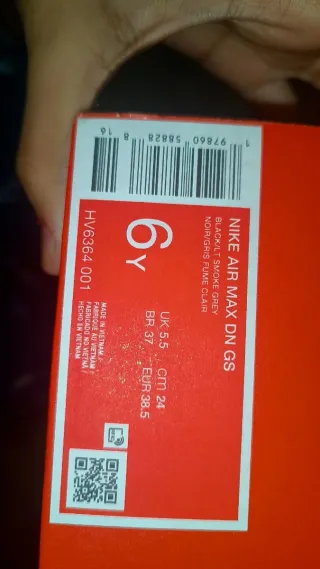 NIKE AIR MAX DN GS
BLACK/LT SMOKE GREY
NOIR/GRIS FUME CLAIR
6Y
UK 5.5 cm 24
BR. 37 EUR 38.5
HV6364 001
MADE IN VIETNAM /
FABRIQUÉ AU VIETNAM /
FABRICADO NO VIETNÃ /
HECHO EN VIETNAM
1 97860 58828 8 16